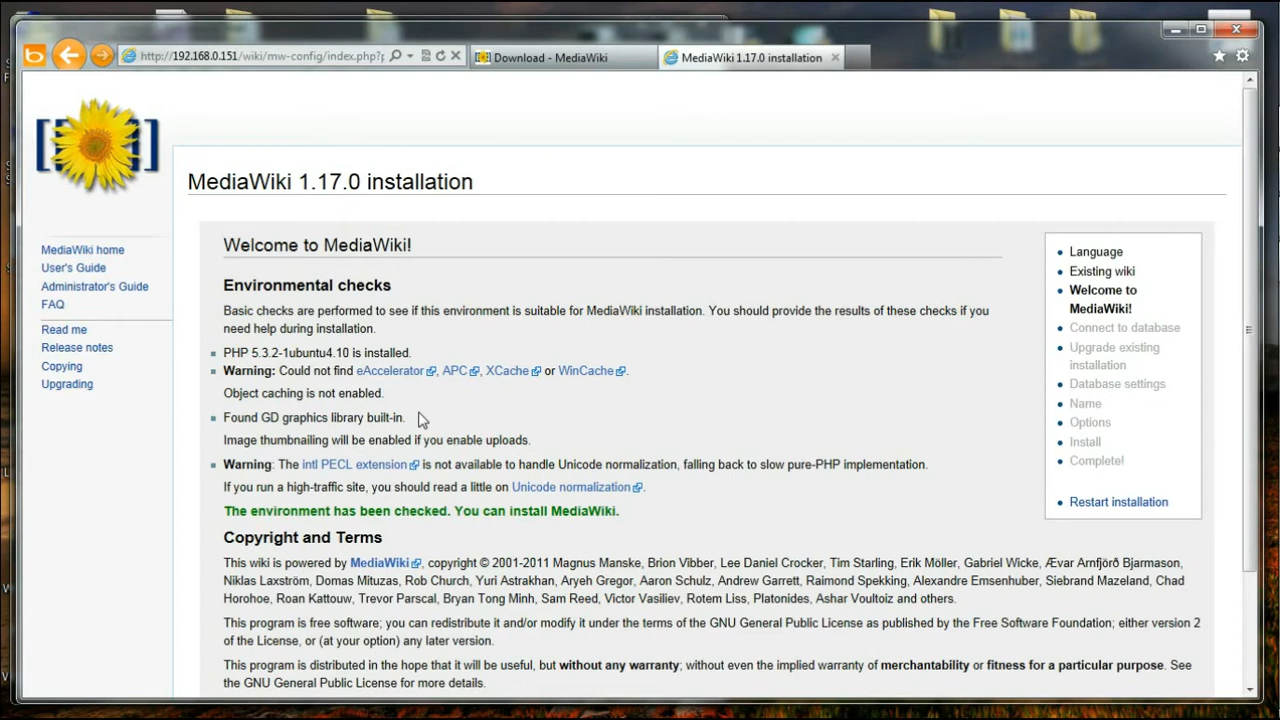 http://192.168.0.151/wiki/mw-config/index.php?p
Download - MediaWiki
MediaWiki 1.17.0 installation
MediaWiki 1.17.0 installation
MediaWiki home
User's Guide
Administrator's Guide
FAQ
Read me
Release notes
Copying
Upgrading
Welcome to MediaWiki!
Environmental checks
Basic checks are performed to see if this environment is suitable for MediaWiki installation. You should provide the results of these checks if you
need help during installation.
PHP 5.3.2-1ubuntu4.10 is installed.
Warning: Could not find eAccelerator, APC, XCache or WinCache.
Object caching is not enabled.
Found GD graphics library built-in.
Image thumbnailing will be enabled if you enable uploads.
Warning: The intl PECL extension is not available to handle Unicode normalization, falling back to slow pure-PHP implementation.
If you run a high-traffic site, you should read a little on Unicode normalization.
The environment has been checked. You can install MediaWiki.
Copyright and Terms
This wiki is powered by MediaWiki, copyright © 2001-2011 Magnus Manske, Brion Vibber, Lee Daniel Crocker, Tim Starling, Erik Möller, Gabriel Wicke, Ævar Arnfjörð Bjarmason,
Niklas Laxström, Domas Mituzas, Rob Church, Yuri Astrakhan, Aryeh Gregor, Aaron Schulz, Andrew Garrett, Raimond Spekking, Alexandre Emsenhuber, Siebrand Mazeland, Chad
Horohoe, Roan Kattouw, Trevor Parscal, Bryan Tong Minh, Sam Reed, Victor Vasiliev, Rotem Liss, Platonides, Ashar Voultoiz and others.
This program is free software; you can redistribute it and/or modify it under the terms of the GNU General Public License as published by the Free Software Foundation; either version 2
of the License, or (at your option) any later version.
This program is distributed in the hope that it will be useful, but without any warranty; without even the implied warranty of merchantability or fitness for a particular purpose. See
the GNU General Public License for more details.
Language
Existing wiki
Welcome to
MediaWiki!
Connect to database
Upgrade existing
installation
Database settings
Name
Options
Install
Complete!
Restart installation